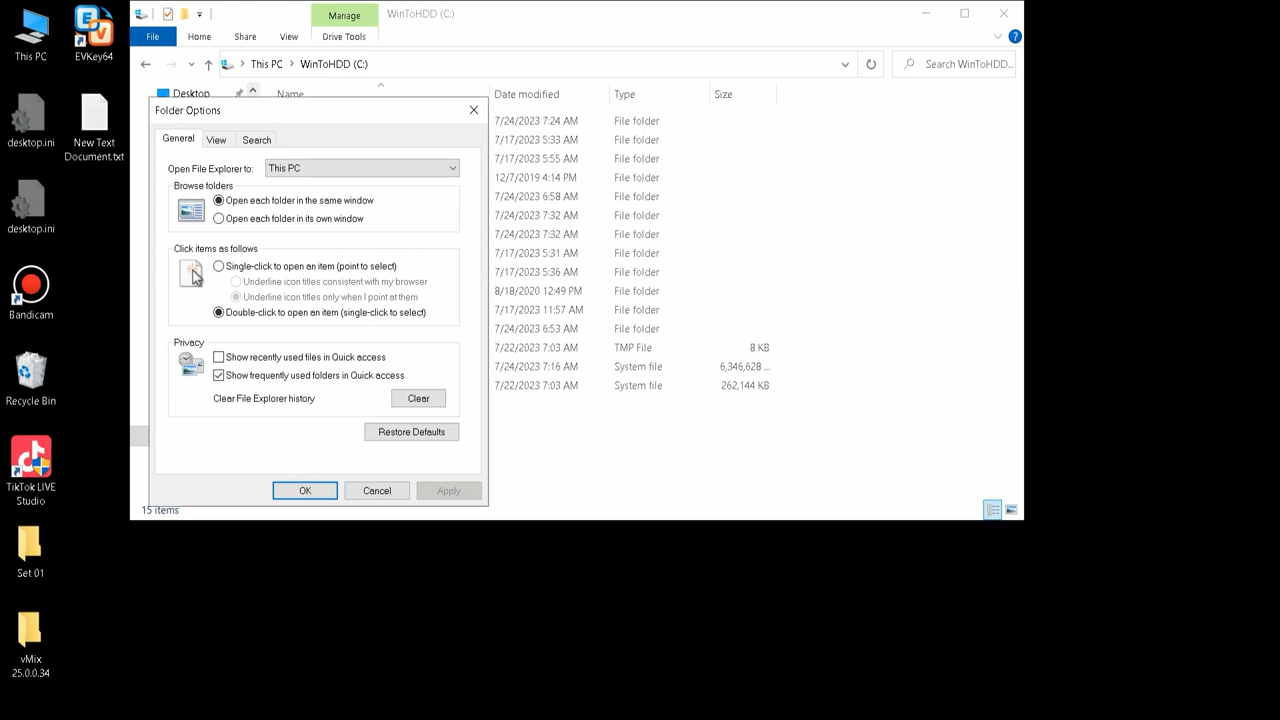 This PC
EVKey64
desktop.ini
New Text
Document.txt
desktop.ini
Bandicam
Recycle Bin
TikTok LIVE
Studio
Set 01
vMix
25.0.0.34
Manage
WinToHDD (C:)
File
Home
Share
View
Drive Tools
This PC
WinToHDD (C:)
Search WinToHDD...
Desktop
Name
Date modified
Type
Size
7/24/2023 7:24 AM File folder
7/17/2023 5:33 AM File folder
7/17/2023 5:55 AM File folder
12/7/2019 4:14 PM File folder
7/24/2023 6:58 AM File folder
7/24/2023 7:32 AM File folder
7/24/2023 7:32 AM File folder
7/17/2023 5:31 AM File folder
7/17/2023 5:36 AM File folder
8/18/2020 12:49 PM File folder
7/17/2023 11:57 AM File folder
7/24/2023 6:53 AM File folder
7/22/2023 7:03 AM TMP File 8 KB
7/24/2023 7:16 AM System file 6,346,628 ...
7/22/2023 7:03 AM System file 262,144 KB
15 items
Folder Options
General
View
Search
Open File Explorer to: This PC
Browse folders
Open each folder in the same window
Open each folder in its own window
Click items as follows
Single-click to open an item (point to select)
Underline icon titles consistent with my browser
Underline icon titles only when I point at them
Double-click to open an item (single-click to select)
Privacy
Show recently used files in Quick access
Show frequently used folders in Quick access
Clear File Explorer history
Clear
Restore Defaults
OK
Cancel
Apply